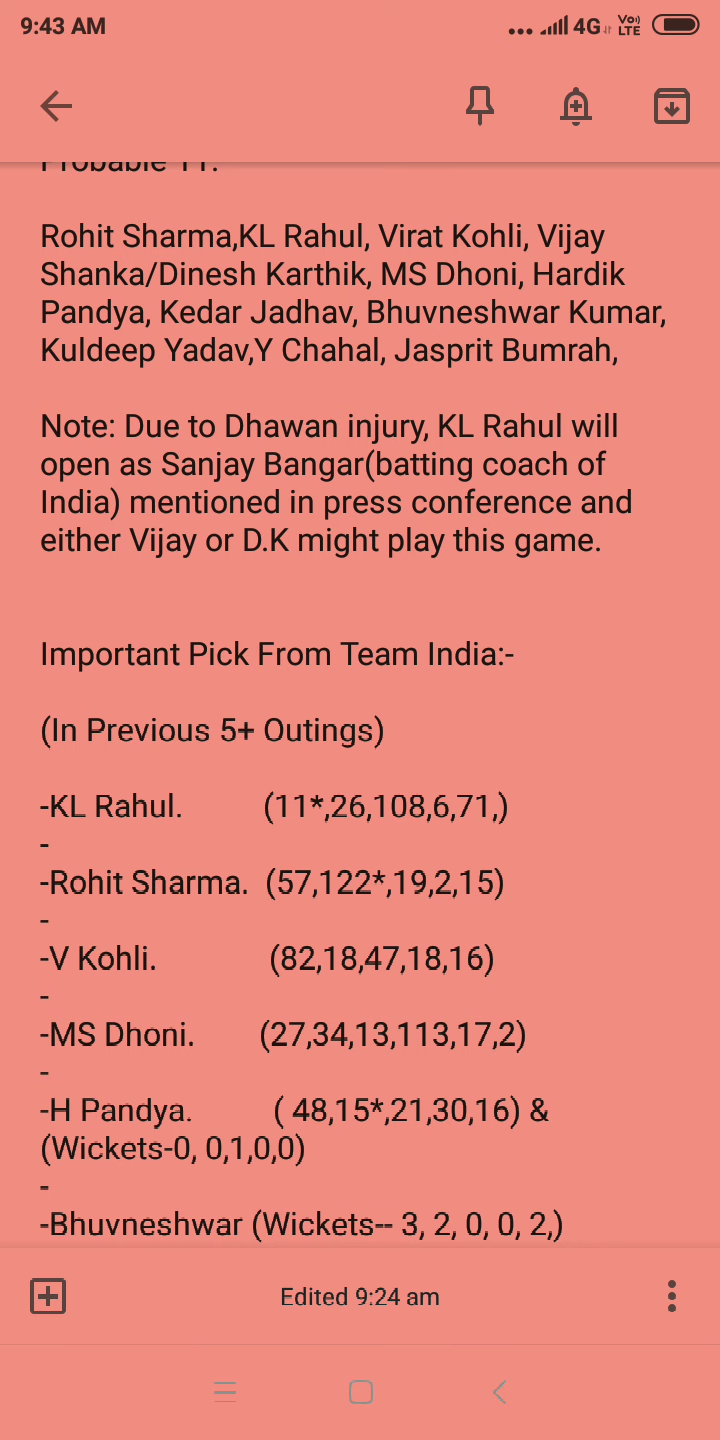 9:43 AM
4G
Vo)) LTE
Probable 11:
Rohit Sharma,KL Rahul, Virat Kohli, Vijay
Shanka/Dinesh Karthik, MS Dhoni, Hardik
Pandya, Kedar Jadhav, Bhuvneshwar Kumar,
Kuldeep Yadav,Y Chahal, Jasprit Bumrah,
Note: Due to Dhawan injury, KL Rahul will
open as Sanjay Bangar(batting coach of
India) mentioned in press conference and
either Vijay or D.K might play this game.
Important Pick From Team India:-
(In Previous 5+ Outings)
-KL Rahul. (11*,26,108,6,71,)
-
-Rohit Sharma. (57,122*,19,2,15)
-
-V Kohli. (82,18,47,18,16)
-
-MS Dhoni. (27,34,13,113,17,2)
-
-H Pandya. ( 48,15*,21,30,16) &
(Wickets-0, 0,1,0,0)
-
-Bhuvneshwar (Wickets-- 3, 2, 0, 0, 2,)
Edited 9:24 am